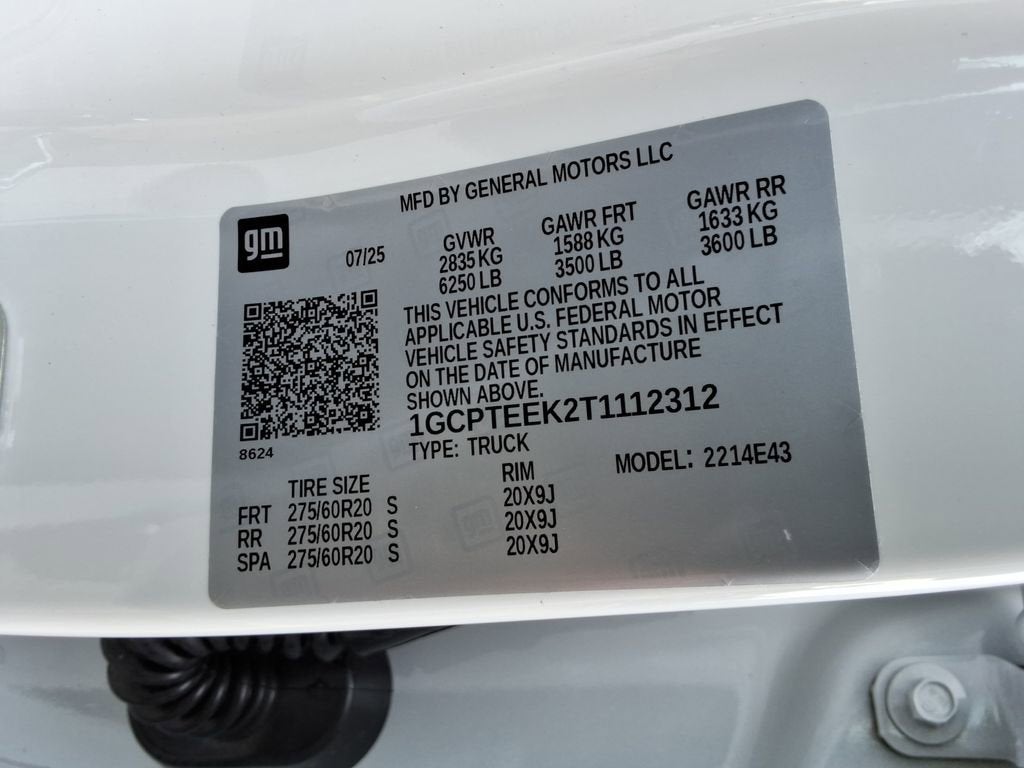 MFD BY GENERAL MOTORS LLC
gm
07/25
GVWR
2835 KG
6250 LB
GAWR FRT
1588 KG
3500 LB
GAWR RR
1633 KG
3600 LB
THIS VEHICLE CONFORMS TO ALL
APPLICABLE U.S. FEDERAL MOTOR
VEHICLE SAFETY STANDARDS IN EFFECT
ON THE DATE OF MANUFACTURE
SHOWN ABOVE.
1GCPTEEK2T1112312
8624
TYPE: TRUCK
MODEL: 2214E43
TIRE SIZE RIM
FRT 275/60R20 S 20X9J
RR 275/60R20 S 20X9J
SPA 275/60R20 S 20X9J